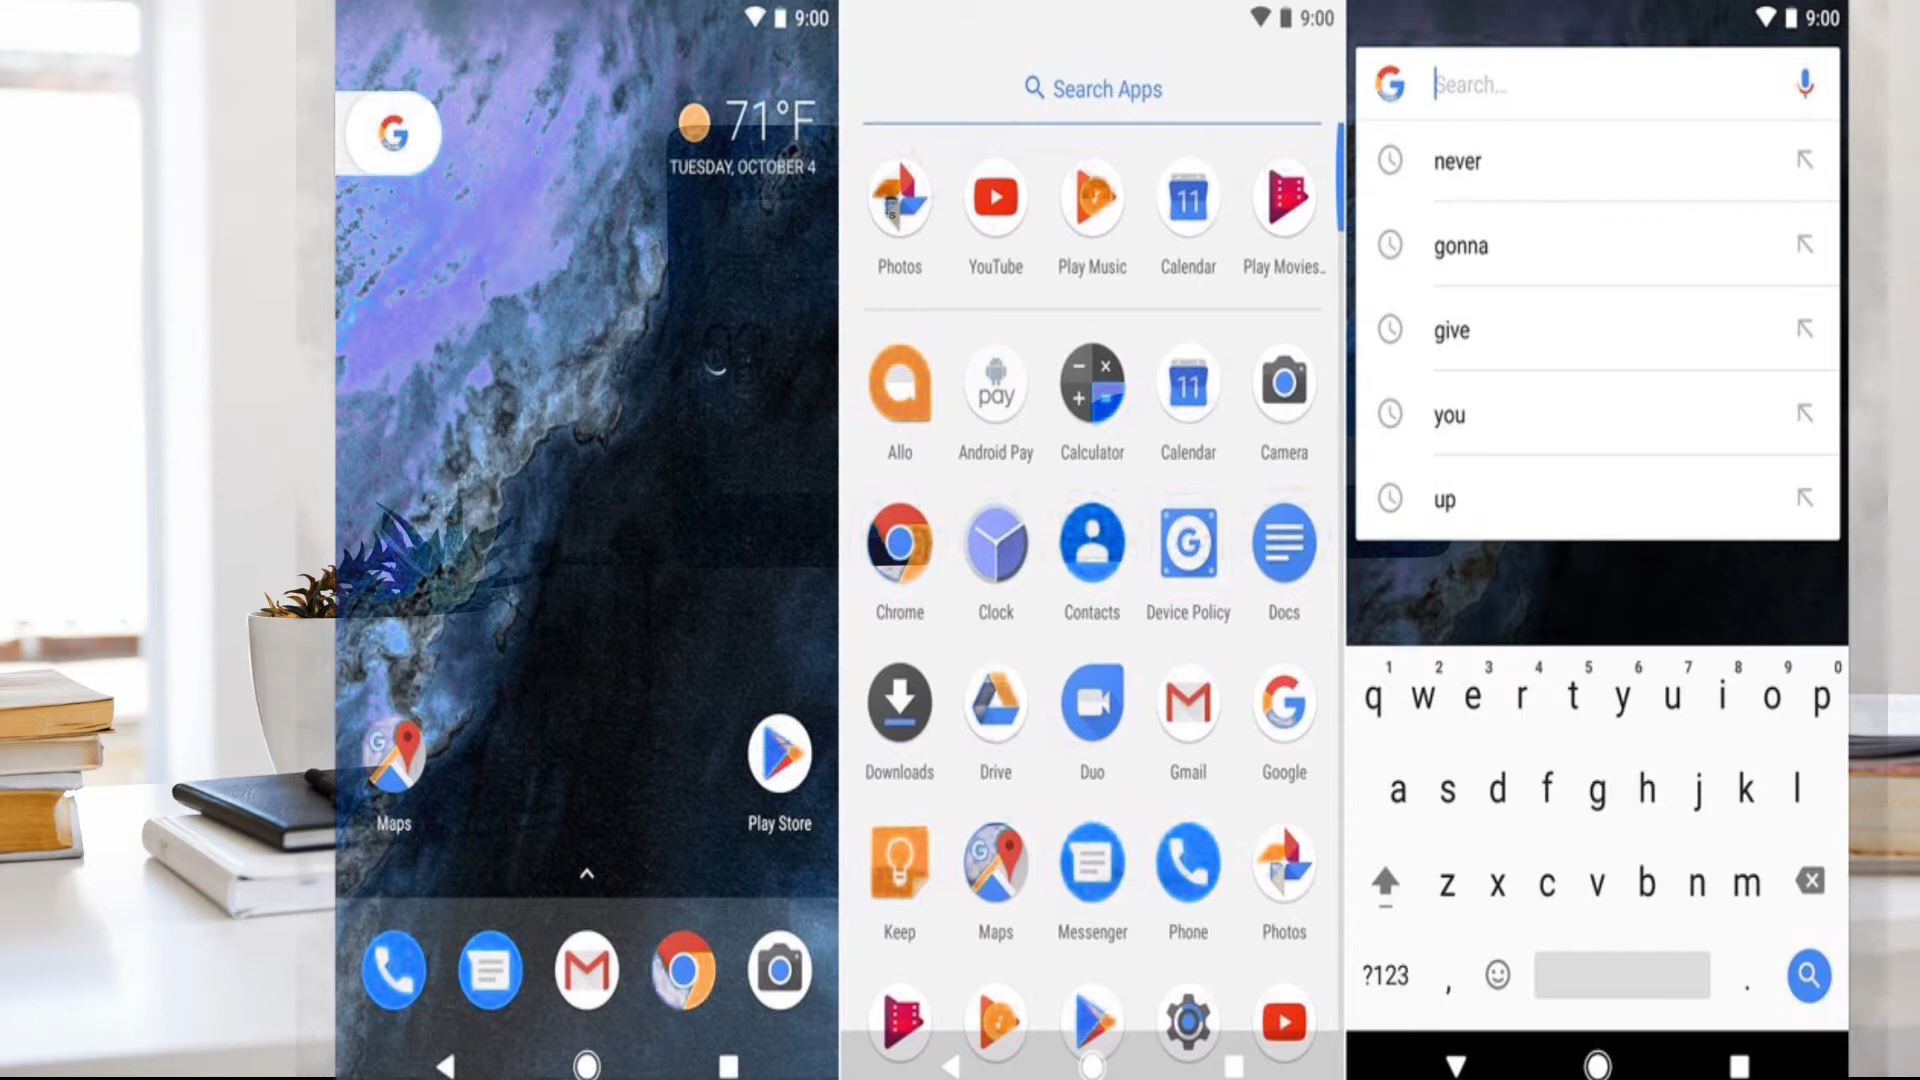 9:00
71°F
TUESDAY, OCTOBER 4
Maps
Play Store
9:00
Search Apps
Photos
YouTube
Play Music
Calendar
Play Movies..
Allo
Android Pay
Calculator
Calendar
Camera
Chrome
Clock
Contacts
Device Policy
Docs
Downloads
Drive
Duo
Gmail
Google
Keep
Maps
Messenger
Phone
Photos
9:00
Search...
never
gonna
give
you
up
1 2 3 4 5 6 7 8 9 0
q w e r t y u i o p
a s d f g h j k l
z x c v b n m
?123 , .
11
11
pay